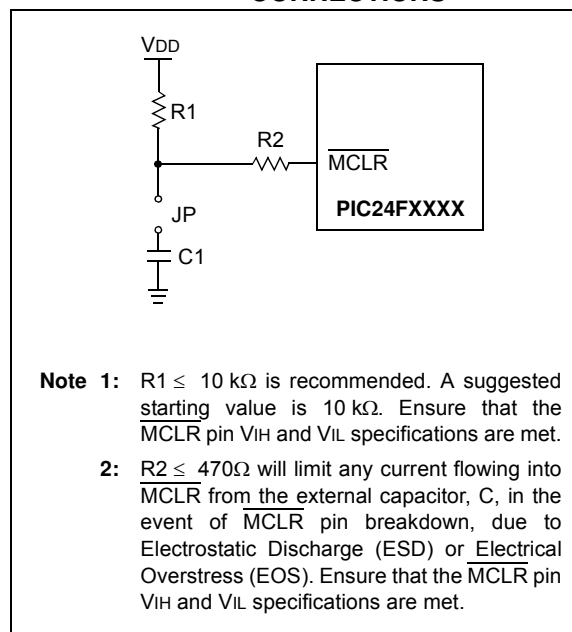 VDD
R1
R2
MCLR
PIC24FXXXX
JP
C1
Note 1: R1 ≤ 10 kΩ is recommended. A suggested
starting value is 10 kΩ. Ensure that the
MCLR pin VIH and VIL specifications are met.
2: R2 ≤ 470Ω will limit any current flowing into
MCLR from the external capacitor, C, in the
event of MCLR pin breakdown, due to
Electrostatic Discharge (ESD) or Electrical
Overstress (EOS). Ensure that the MCLR pin
VIH and VIL specifications are met.